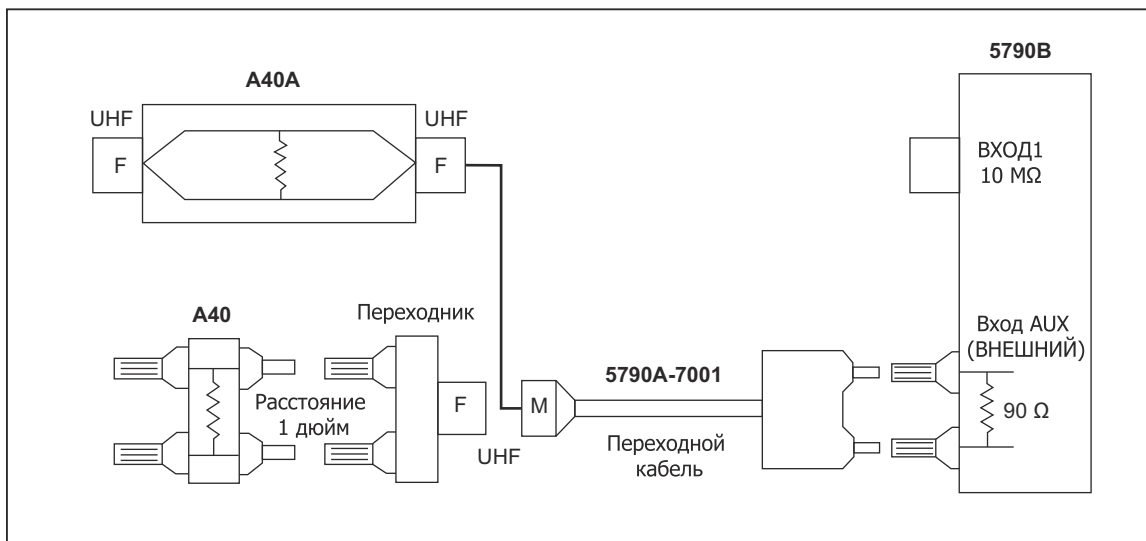 A40A
5790B
UHF
UHF
F
F
ВХОД1
10 MΩ
A40
Переходник
Вход AUX
(ВНЕШНИЙ)
Расстояние
1 дюйм
F
UHF
M
5790A-7001
Переходной
кабель
90 Ω